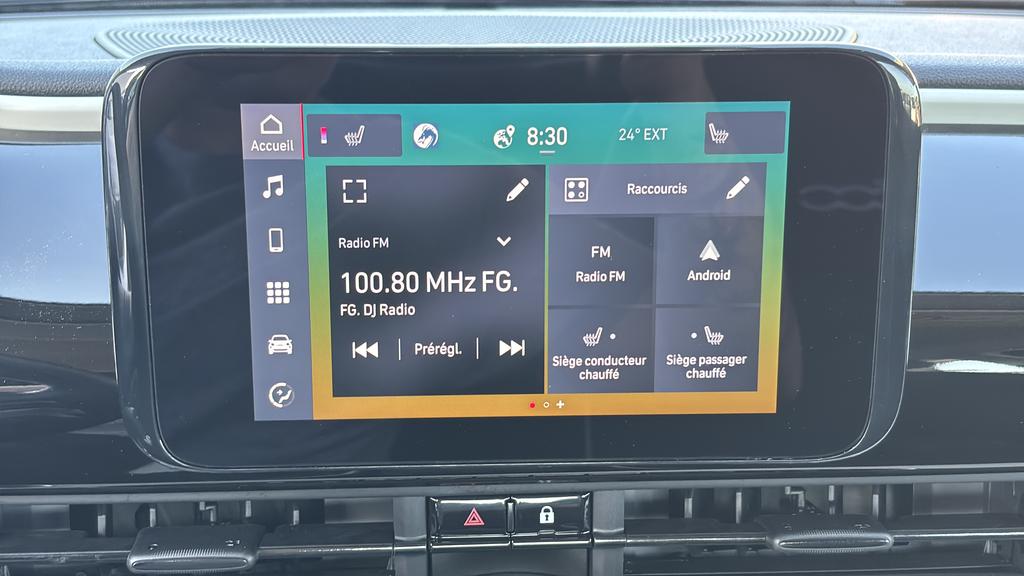 Accueil
8:30
24° EXT
Radio FM
100.80 MHz FG.
FG. DJ Radio
Prérégl.
Raccourcis
FM
Radio FM
Android
Siège conducteur
chauffé
Siège passager
chauffé